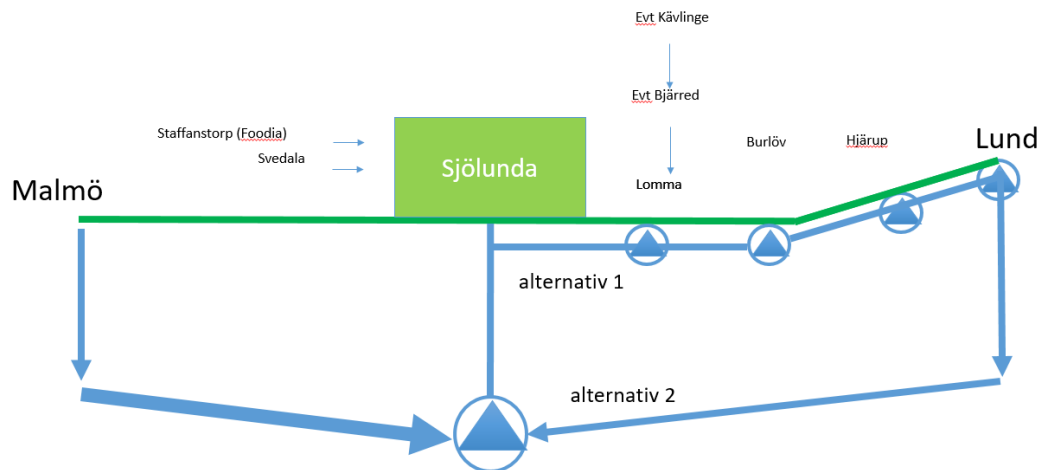 Evt Kävlinge
Evt Bjärred
Staffanstorp (Foodia)
Svedala
Sjölunda
Lomma
Burlöv
Hjärup
Lund
Malmö
alternativ 1
alternativ 2